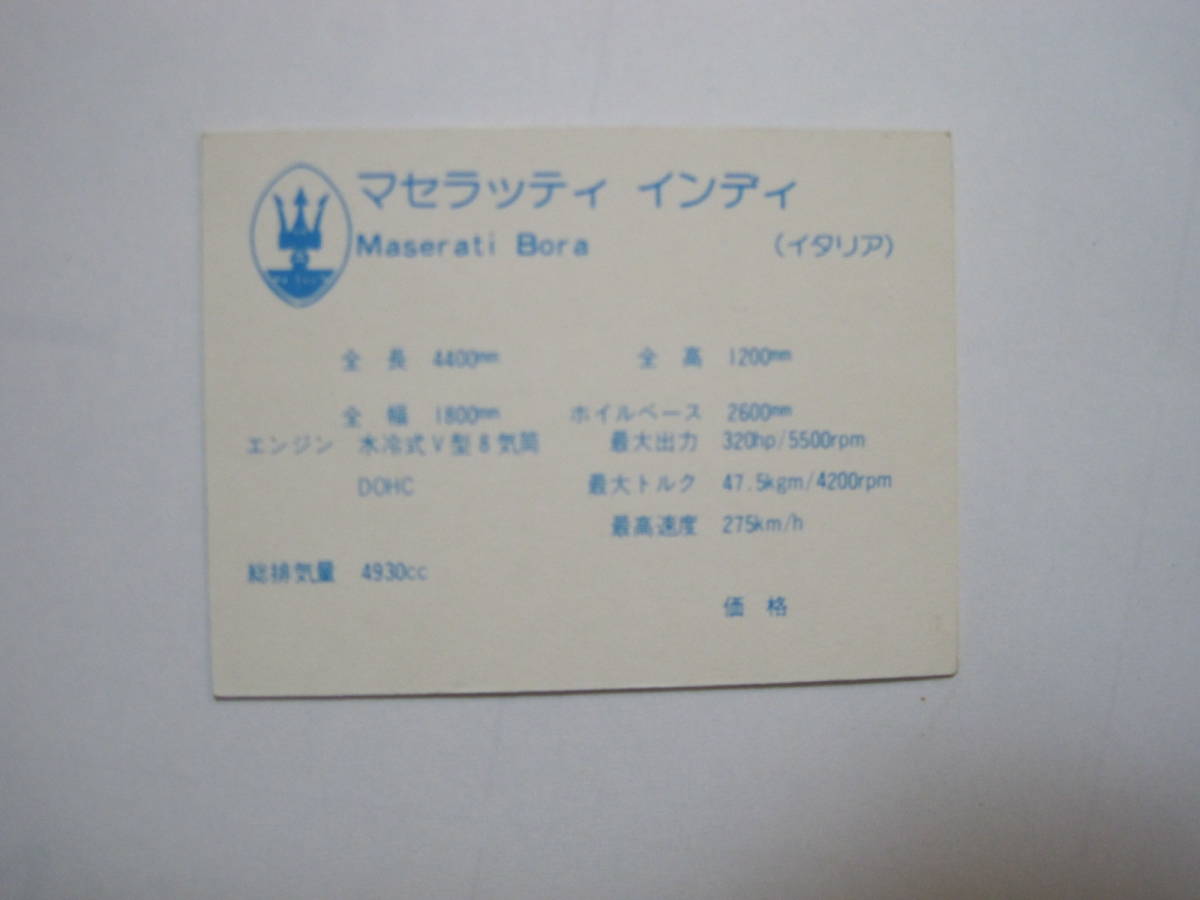 マセラッティ インディ
Maserati Bora (イタリア)
全 長 4400mm 全 高 1200mm
全 幅 1800mm ホイルベース 2600mm
エンジン 水冷式V型8気筒 最大出力 320hp/5500rpm
DOHC 最大トルク 47.5kgm/4200rpm
最高速度 275km/h
総排気量 4930cc
価 格